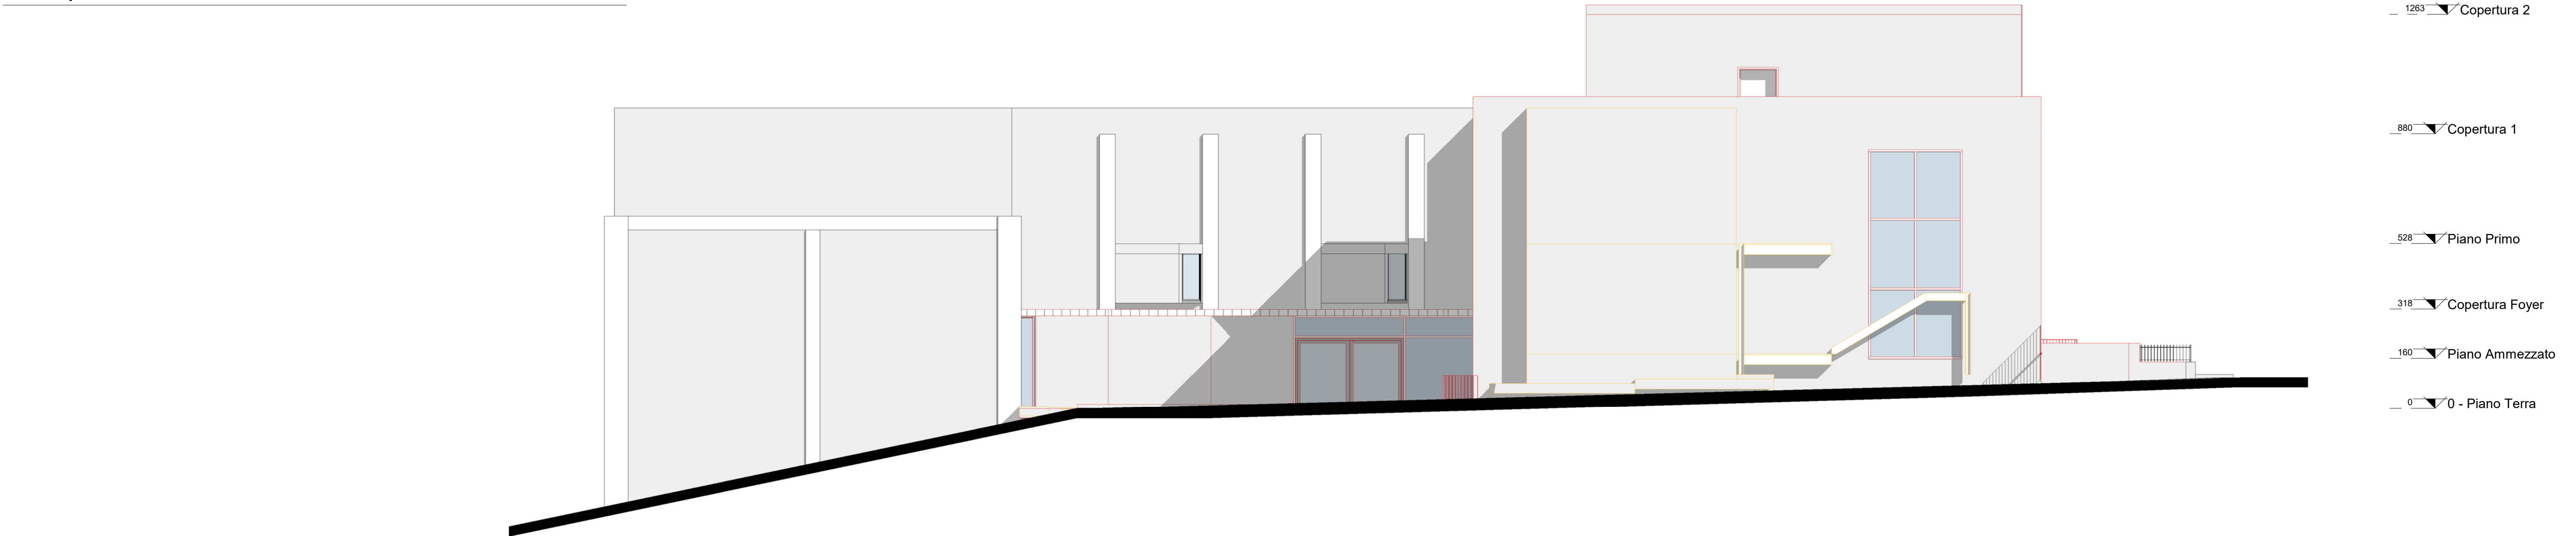 1263 Copertura 2
880 Copertura 1
528 Piano Primo
318 Copertura Foyer
160 Piano Ammezzato
0 0 - Piano Terra